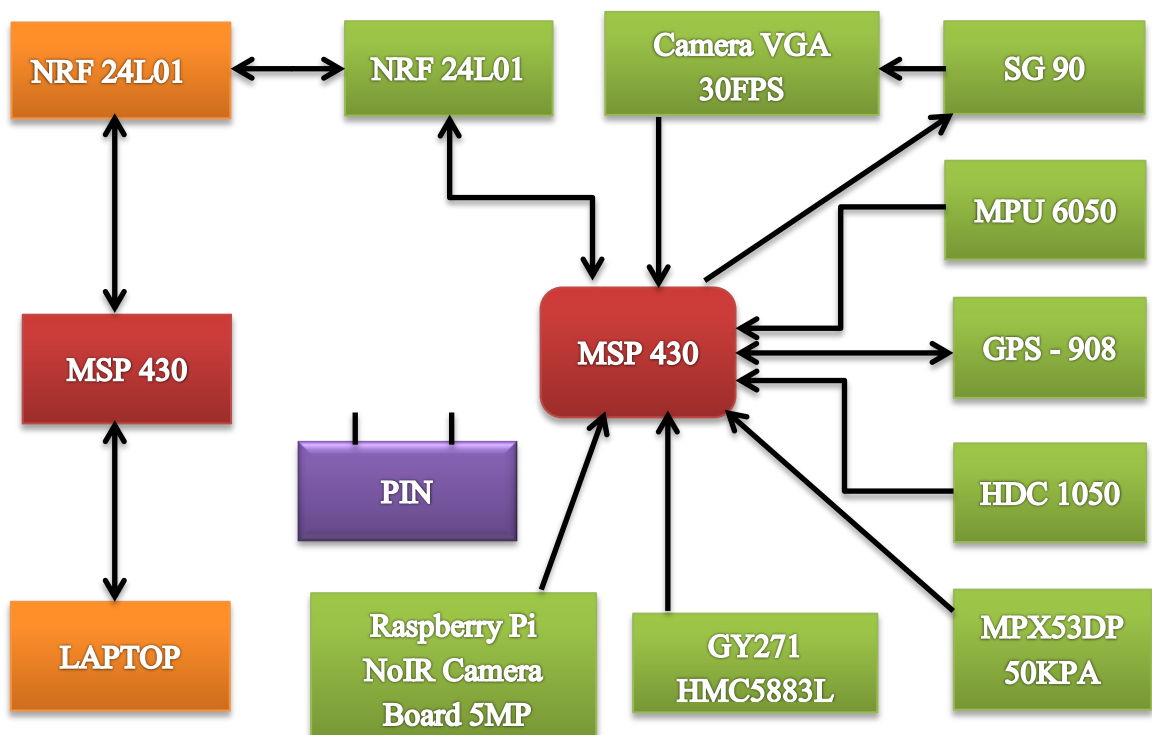 NRF 24L01
NRF 24L01
Camera VGA
30FPS
SG 90
MPU 6050
MSP 430
MSP 430
GPS - 908
PIN
HDC 1050
LAPTOP
Raspberry Pi
NoIR Camera
Board 5MP
GY271
HMC5883L
MPX53DP
50KPA